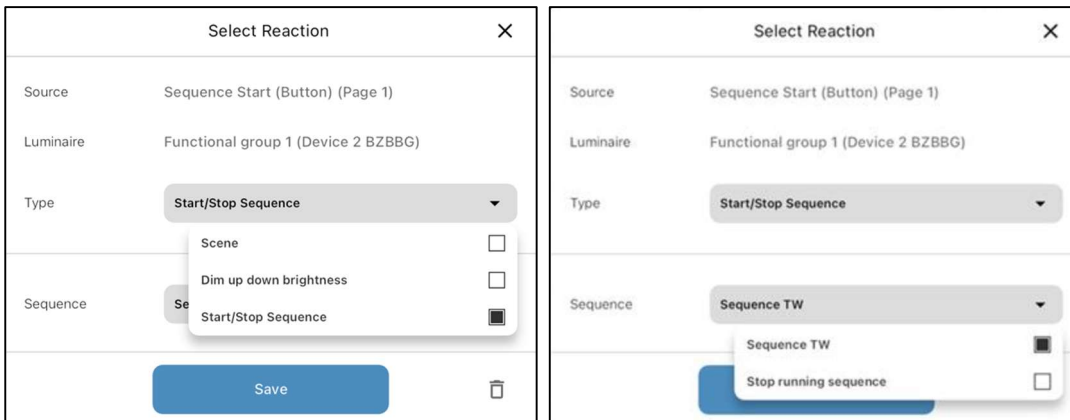 Select Reaction
Source Sequence Start (Button) (Page 1)
Luminaire Functional group 1 (Device 2 BZBBG)
Type Start/Stop Sequence
Scene
Dim up down brightness
Sequence Se
Start/Stop Sequence
Save
Select Reaction
Source Sequence Start (Button) (Page 1)
Luminaire Functional group 1 (Device 2 BZBBG)
Type Start/Stop Sequence
Sequence Sequence TW
Sequence TW
Stop running sequence